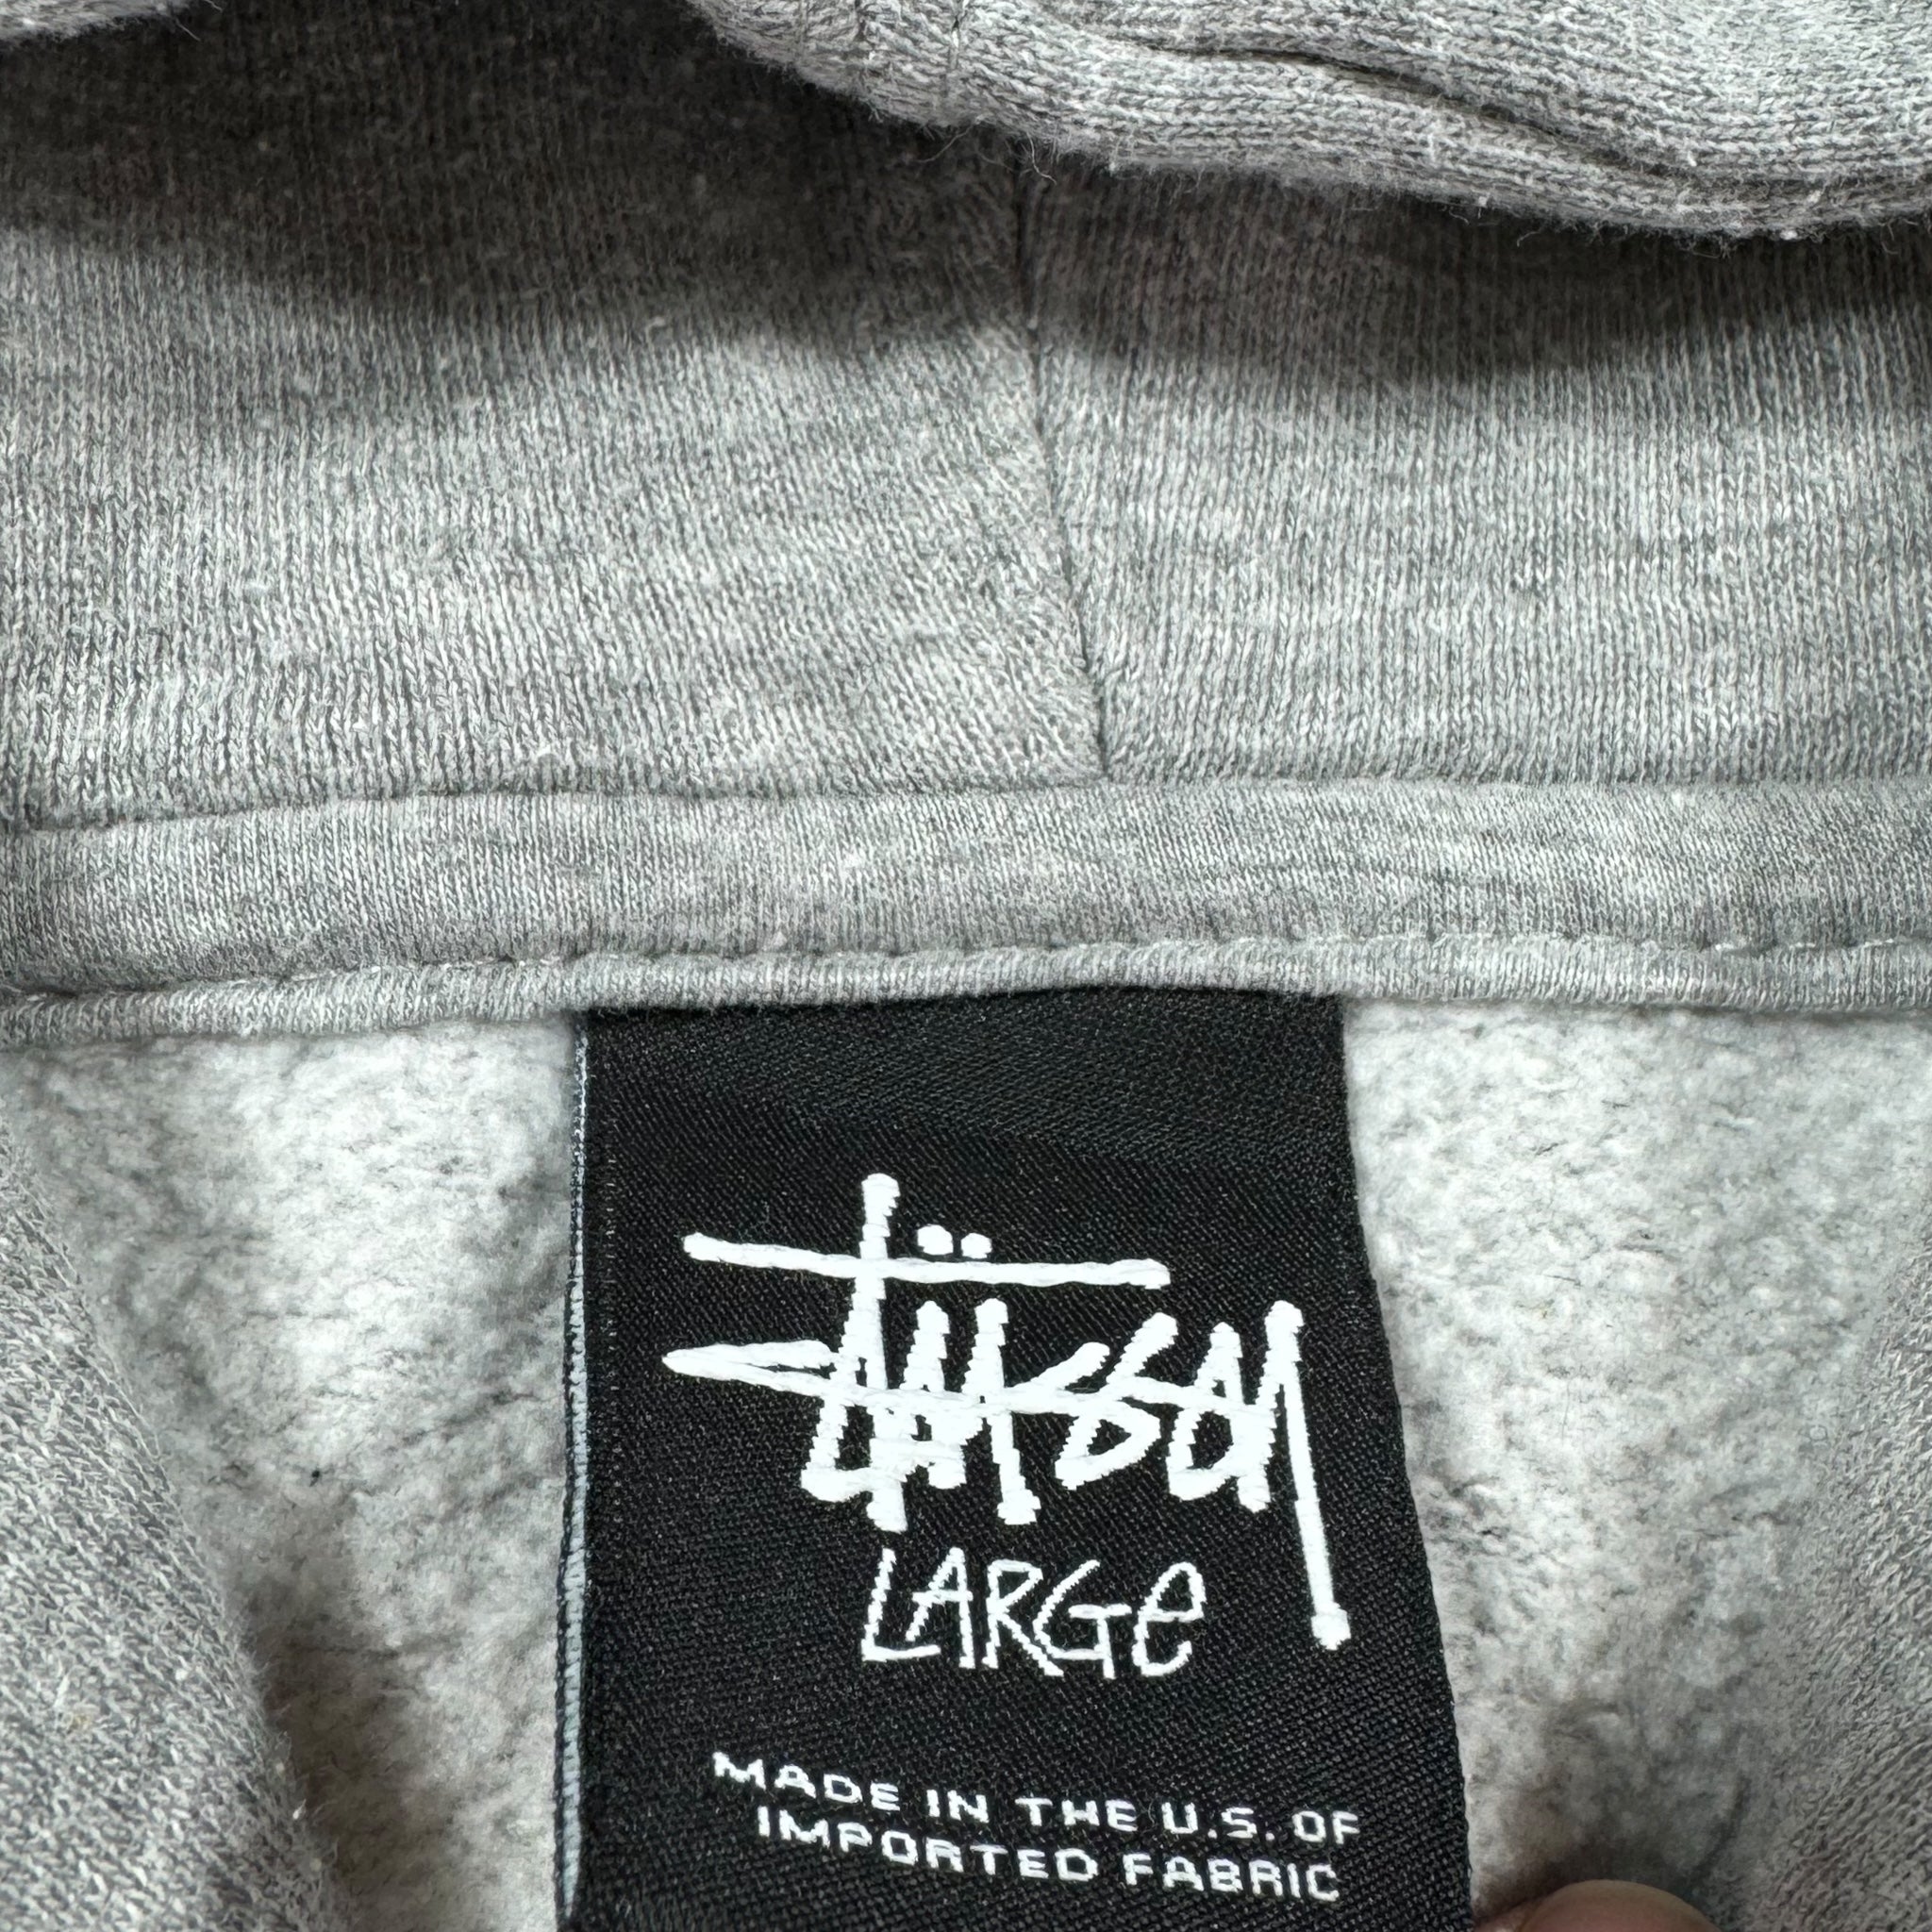 Stüssy
LARGe
MADE IN THE U.S. OF
IMPORTED FABRIC